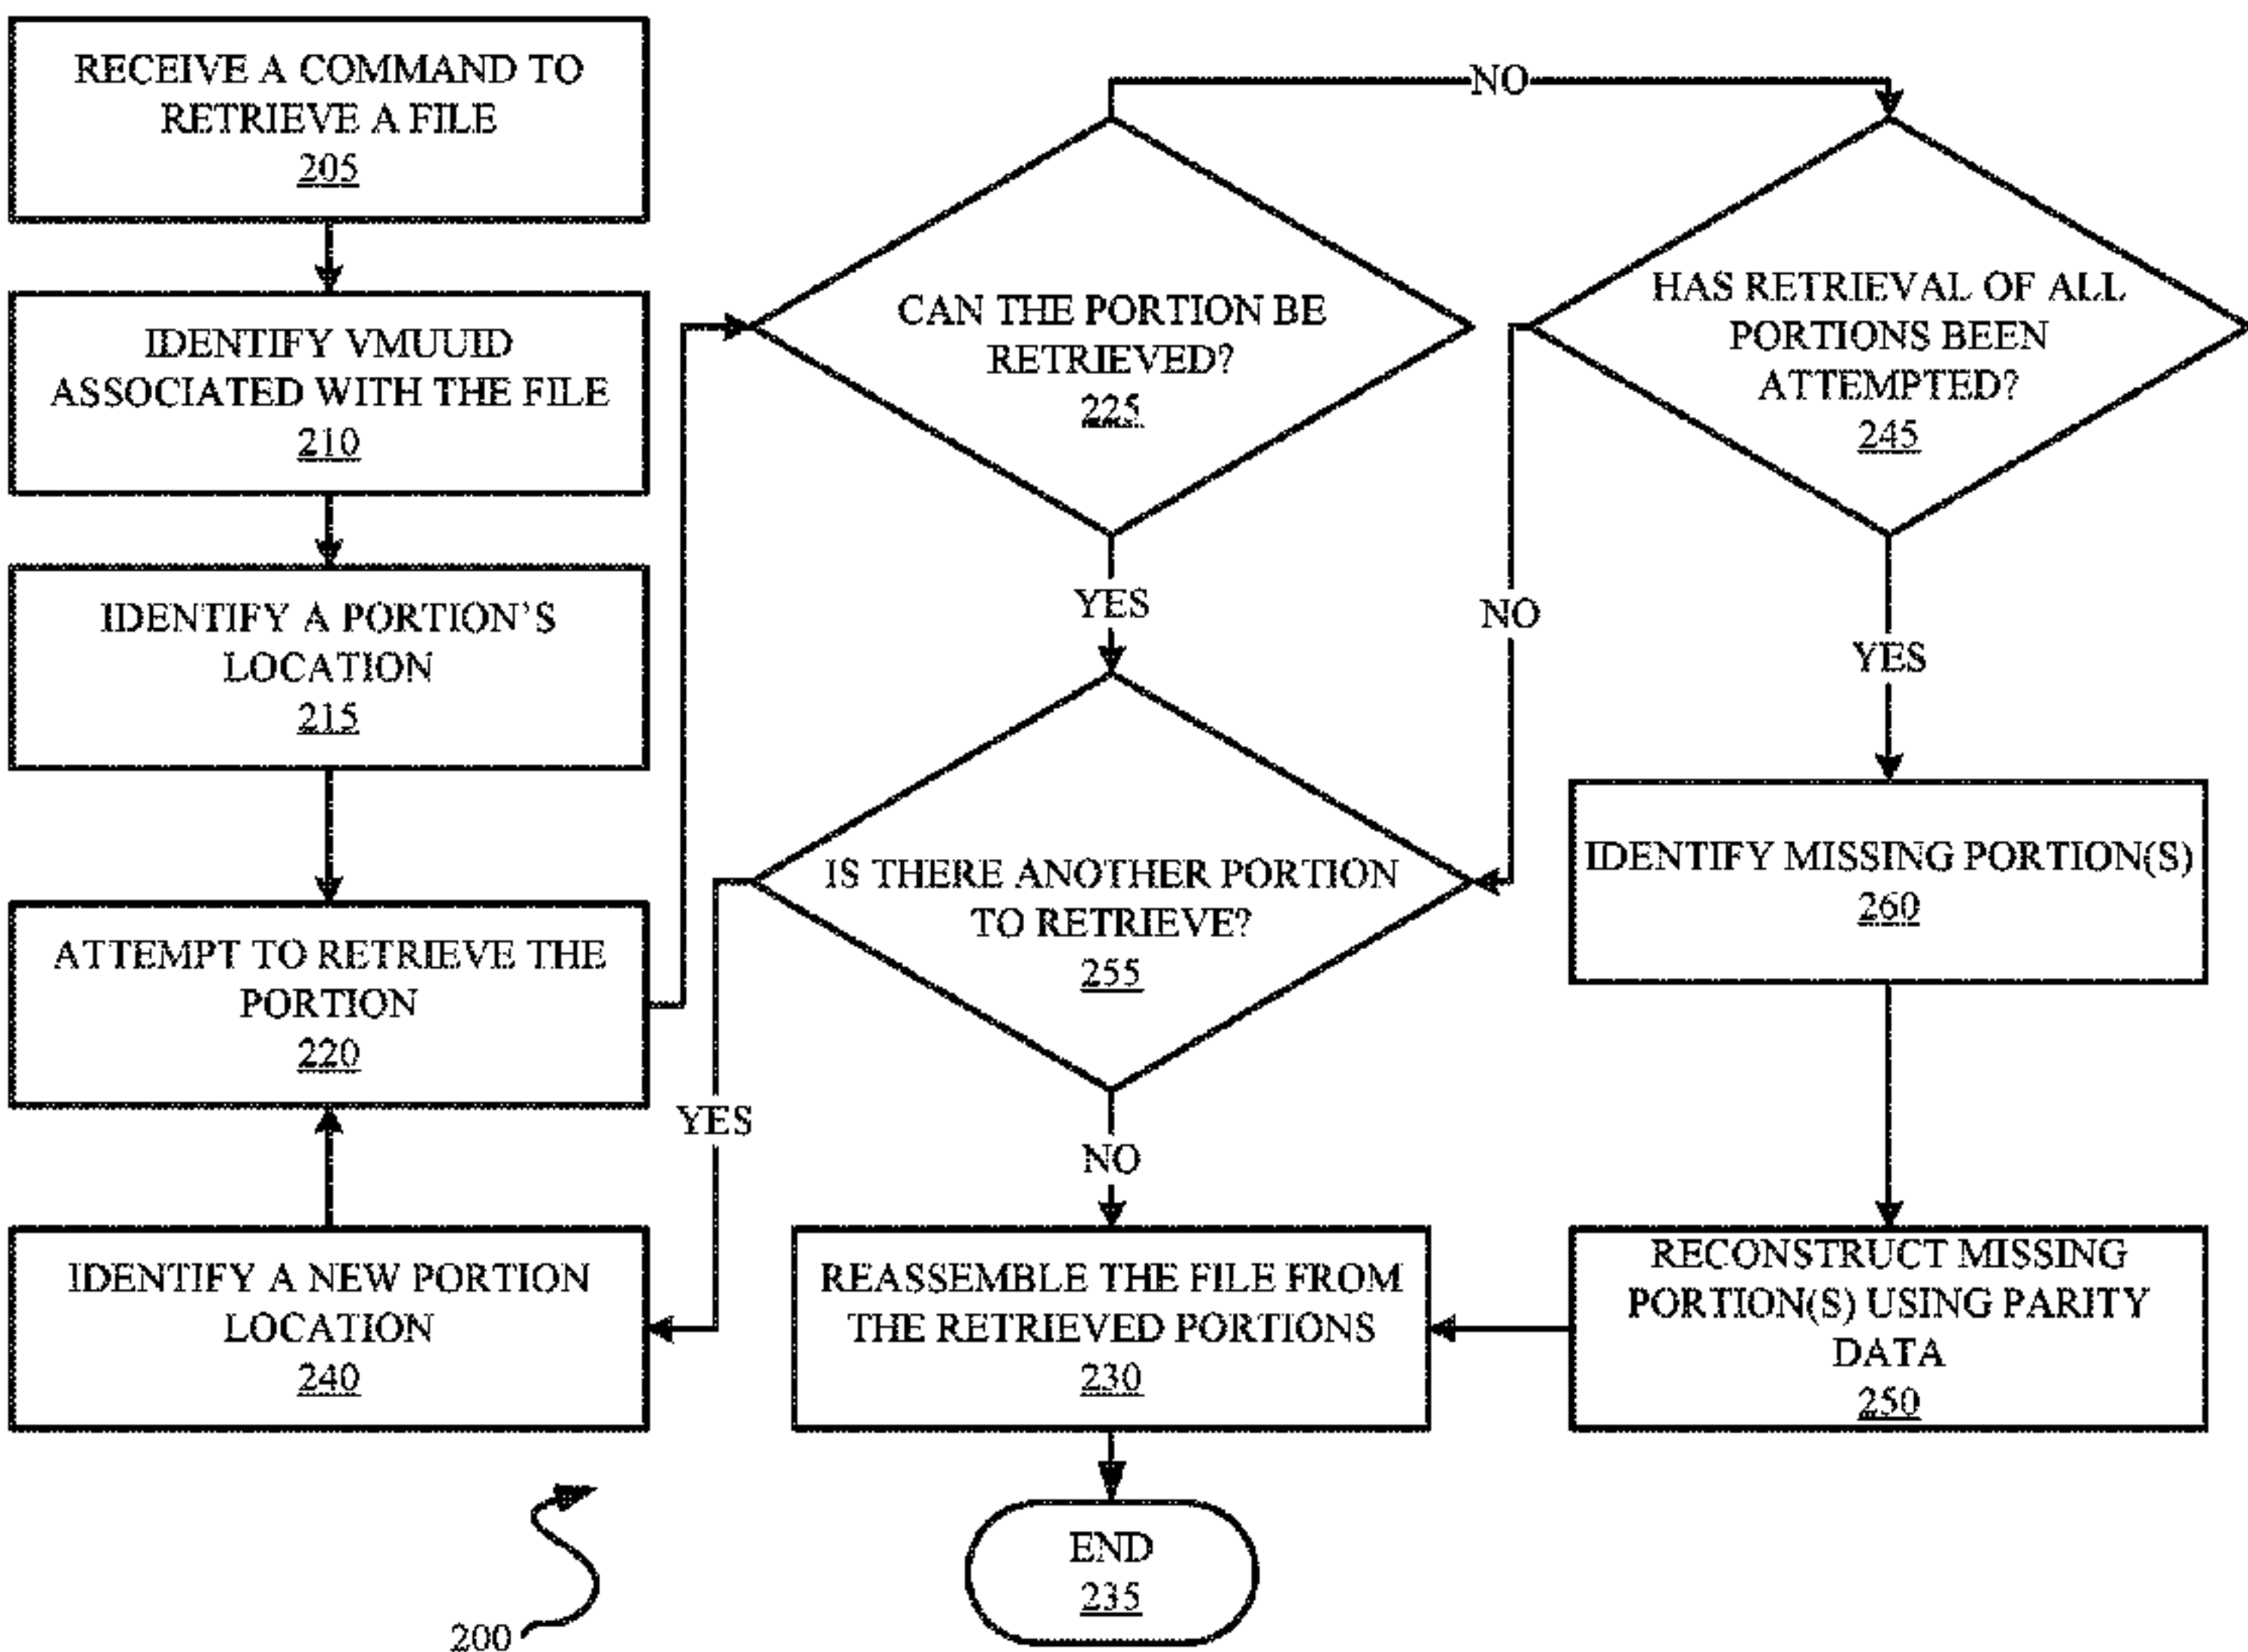 RECEIVE A COMMAND TO
RETRIEVE A FILE
205
IDENTIFY VMUUID
ASSOCIATED WITH THE FILE
210
IDENTIFY A PORTION’S
LOCATION
215
ATTEMPT TO RETRIEVE THE
PORTION
220
IDENTIFY A NEW PORTION
LOCATION
240
NO
CAN THE PORTION BE
RETRIEVED?
225
YES
IS THERE ANOTHER PORTION
TO RETRIEVE?
255
YES
NO
REASSEMBLE THE FILE FROM
THE RETRIEVED PORTIONS
230
END
235
HAS RETRIEVAL OF ALL
PORTIONS BEEN
ATTEMPTED?
245
NO
YES
IDENTIFY MISSING PORTION(S)
260
RECONSTRUCT MISSING
PORTION(S) USING PARITY
DATA
250
200